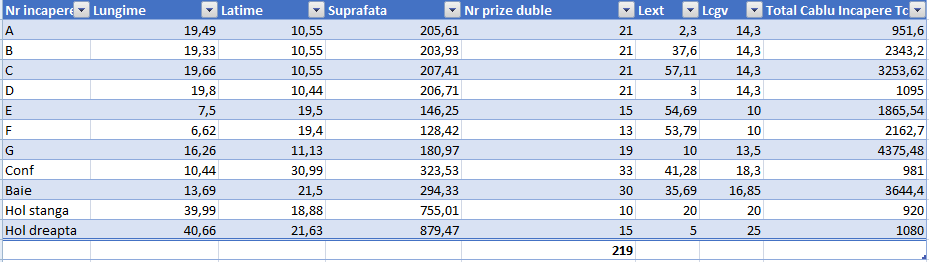 Nr incapere Lungime Latime Suprafata Nr prize duble Lext Lcgv Total Cablu Incapere Tc
A 19,49 10,55 205,61 21 2,3 14,3 951,6
B 19,33 10,55 203,93 21 37,6 14,3 2343,2
C 19,66 10,55 207,41 21 57,11 14,3 3253,62
D 19,8 10,44 206,71 21 3 14,3 1095
E 7,5 19,5 146,25 15 54,69 10 1865,54
F 6,62 19,4 128,42 13 53,79 10 2162,7
G 16,26 11,13 180,97 19 10 13,5 4375,48
Conf 10,44 30,99 323,53 33 41,28 18,3 981
Baie 13,69 21,5 294,33 30 35,69 16,85 3644,4
Hol stanga 39,99 18,88 755,01 10 20 20 920
Hol dreapta 40,66 21,63 879,47 15 5 25 1080
219